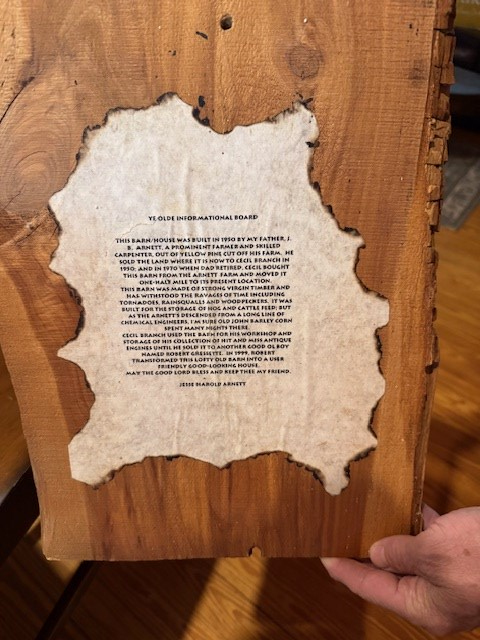 YE OLDE INFORMATIONAL BOARD
THIS BARN/HOUSE WAS BUILT IN 1950 BY MY FATHER, J.
B. ARNETT, A PROMINENT FARMER AND SKILLED
CARPENTER, OUT OF YELLOW PINE CUT OFF HIS FARM. HE
SOLD THE LAND WHERE IT IS NOW TO CECIL BRANCH IN
1950; AND IN 1970 WHEN DAD RETIRED, CECIL BOUGHT
THIS BARN FROM THE ARNETT FARM AND MOVED IT
ONE-HALF MILE TO ITS PRESENT LOCATION.
THIS BARN WAS MADE OF STRONG VIRGIN TIMBER AND
HAS WITHSTOOD THE RAVAGES OF TIME INCLUDING
TORNADOES, RAINSQUALLS AND WOODPECKERS. IT WAS
BUILT FOR THE STORAGE OF HOG AND CATTLE FEED; BUT
AS THE ARNETT'S DESCENDED FROM A LONG LINE OF
CHEMICAL ENGINEERS, I'M SURE OLD JOHN BARLEY CORN
SPENT MANY NIGHTS THERE.
CECIL BRANCH USED THE BARN FOR HIS WORKSHOP AND
STORAGE OF HIS COLLECTION OF HIT AND MISS ANTIQUE
ENGINES UNTIL HE SOLD IT TO ANOTHER GOOD OL BOY
NAMED ROBERT GRESSETT. IN 1999, ROBERT
TRANSFORMED THIS LOFTY OLD BARN INTO A USER
FRIENDLY GOOD-LOOKING HOUSE.
MAY THE GOOD LORD BLESS AND KEEP THEE MY FRIEND.
JESSE HAROLD ARNETT